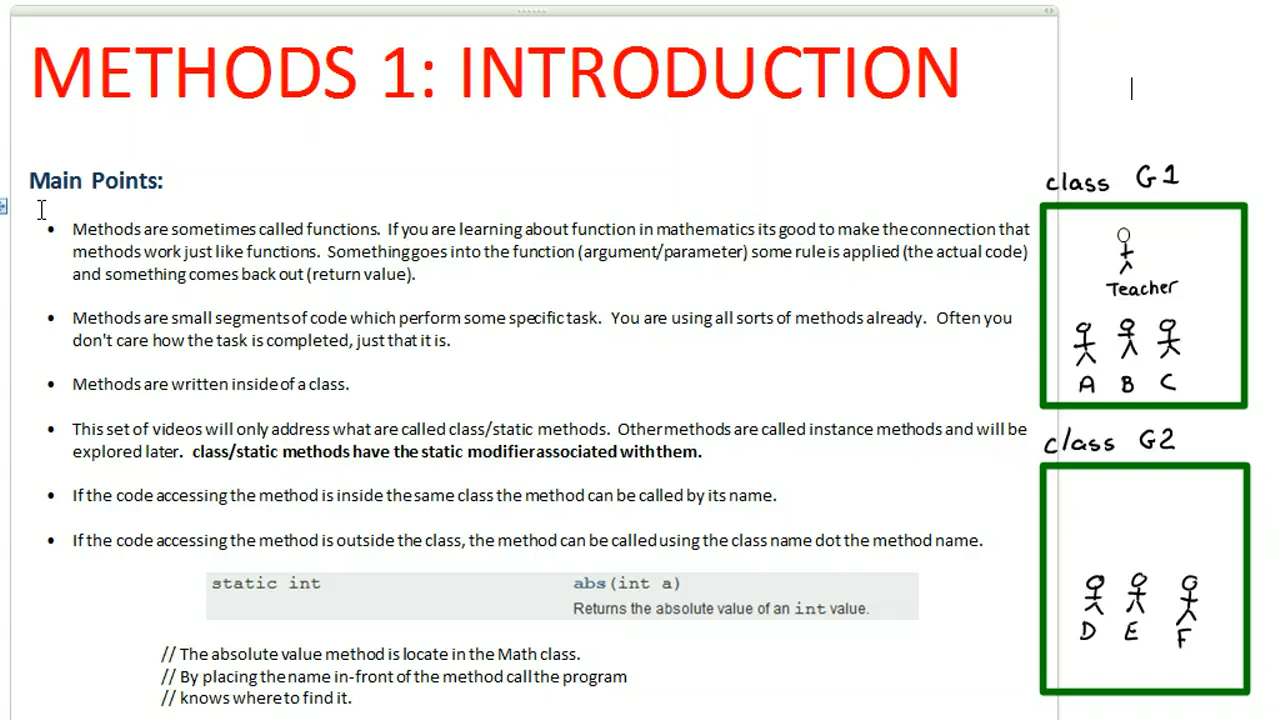 METHODS 1: INTRODUCTION
Main Points:
• Methods are sometimes called functions. If you are learning about function in mathematics its good to make the connection that
methods work just like functions. Something goes into the function (argument/parameter) some rule is applied (the actual code)
and something comes back out (return value).
• Methods are small segments of code which perform some specific task. You are using all sorts of methods already. Often you
don't care how the task is completed, just that it is.
• Methods are written inside of a class.
• This set of videos will only address what are called class/static methods. Other methods are called instance methods and will be
explored later. class/static methods have the static modifier associated with them.
• If the code accessing the method is inside the same class the method can be called by its name.
• If the code accessing the method is outside the class, the method can be called using the class name dot the method name.
static int abs(int a)
Returns the absolute value of an int value.
// The absolute value method is locate in the Math class.
// By placing the name in-front of the method call the program
// knows where to find it.
class G1
Teacher
A B C
class G2
D E F